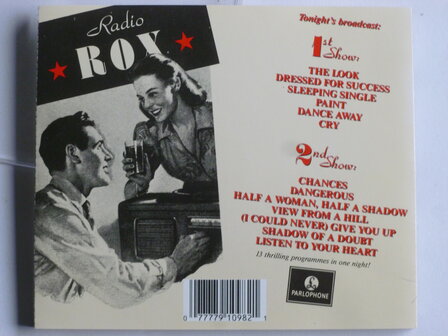 Radio
ROX
Tonight's broadcast:
1st Show:
THE LOOK
DRESSED FOR SUCCESS
SLEEPING SINGLE
PAINT
DANCE AWAY
CRY
2nd Show:
CHANCES
DANGEROUS
HALF A WOMAN, HALF A SHADOW
VIEW FROM A HILL
(I COULD NEVER) GIVE YOU UP
SHADOW OF A DOUBT
LISTEN TO YOUR HEART
13 thrilling programmes in one night!
PARLOPHONE
0 77779 10982 1